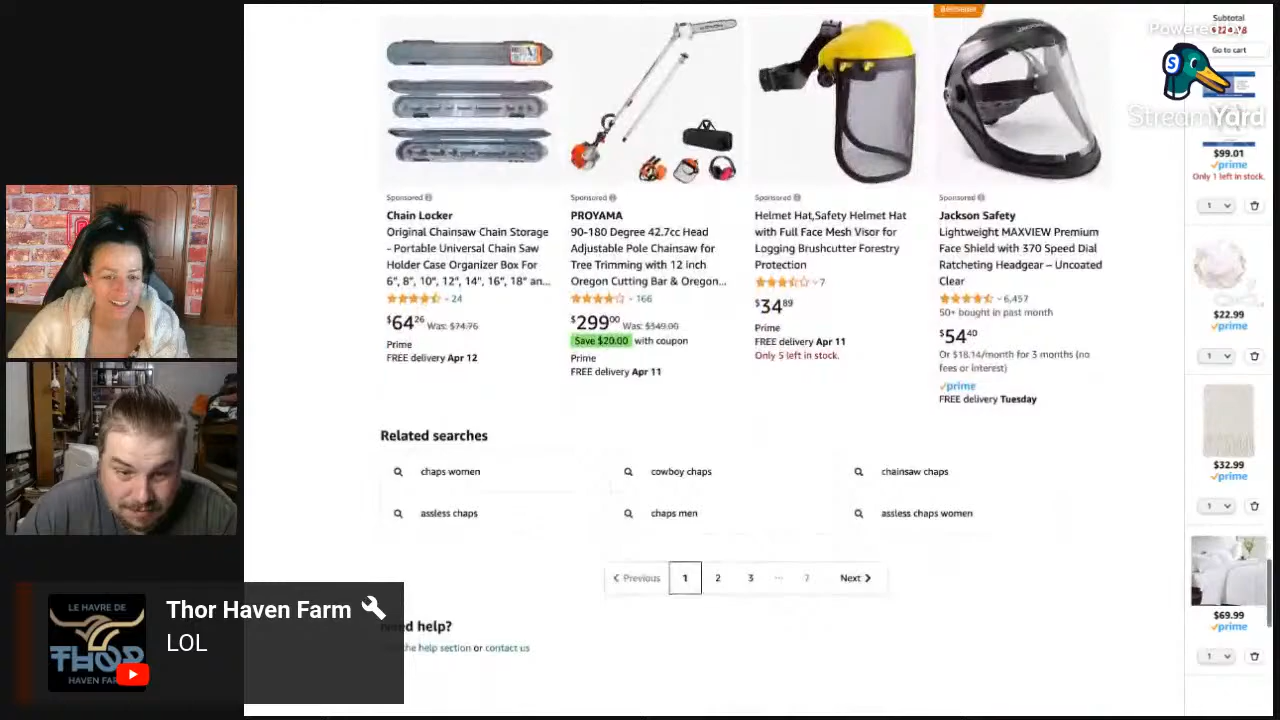 Powered by
StreamYard
Subtotal
Go to cart
$99.01
prime
Only 1 left in stock.
1
$22.99
prime
1
$32.99
prime
1
$69.99
prime
1
Sponsored
Chain Locker
Original Chainsaw Chain Storage
- Portable Universal Chain Saw
Holder Case Organizer Box For
6", 8", 10", 12", 14", 16", 18" an...
24
$64 26 Was: $74.76
Prime
FREE delivery Apr 12
Sponsored
PROYAMA
90-180 Degree 42.7cc Head
Adjustable Pole Chainsaw for
Tree Trimming with 12 inch
Oregon Cutting Bar & Oregon...
166
$299 00 Was: $349.00
Save $20.00 with coupon
Prime
FREE delivery Apr 11
Sponsored
Helmet Hat,Safety Helmet Hat
with Full Face Mesh Visor for
Logging Brushcutter Forestry
Protection
7
$34 89
Prime
FREE delivery Apr 11
Only 5 left in stock.
Sponsored
Jackson Safety
Lightweight MAXVIEW Premium
Face Shield with 370 Speed Dial
Ratcheting Headgear – Uncoated
Clear
6,457
50+ bought in past month
$54 40
Or $18.14/month for 3 months (no
fees or interest)
prime
FREE delivery Tuesday
Related searches
chaps women
cowboy chaps
chainsaw chaps
assless chaps
chaps men
assless chaps women
Previous 1 2 3 ... 7 Next
help?
the help section or contact us
LE HAVRE DE
THOR
HAVEN FARM
Thor Haven Farm
LOL